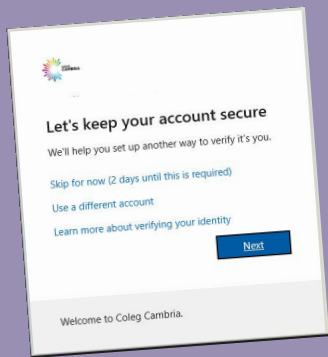 CAMBRIA
Let's keep your account secure
We'll help you set up another way to verify it's you.
Skip for now (2 days until this is required)
Use a different account
Learn more about verifying your identity
Next
Welcome to Coleg Cambria.